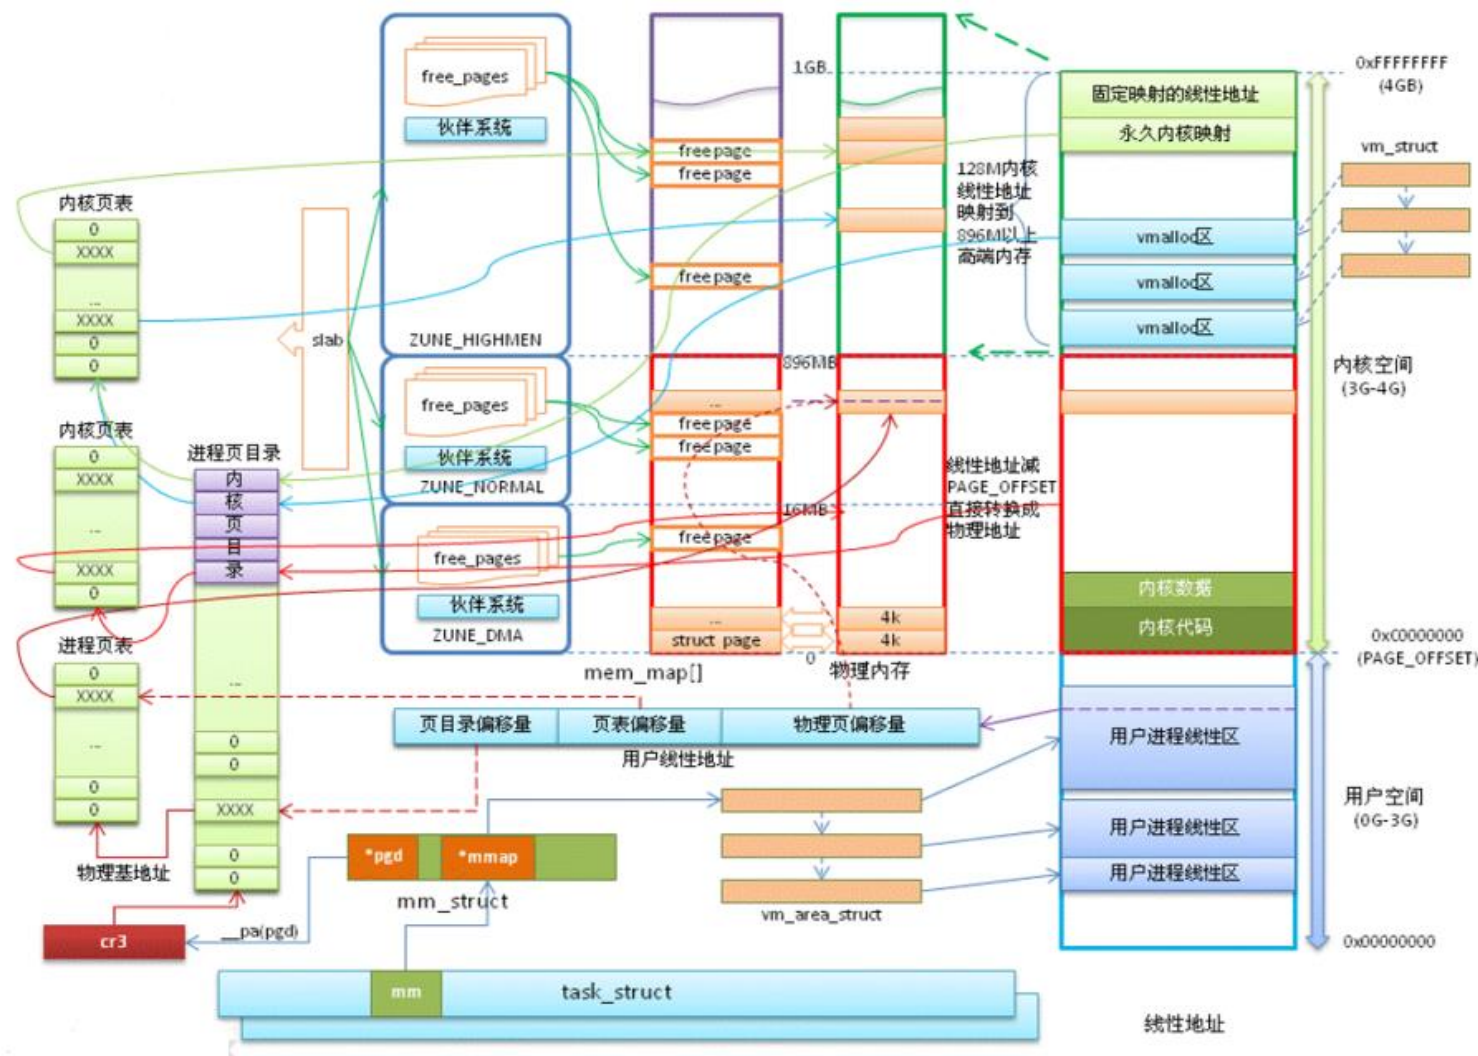 free_pages
伙伴系统
ZUNE_HIGHMEN
free_pages
伙伴系统
ZUNE_NORMAL
free_pages
伙伴系统
ZUNE_DMA
slab
内核页表
0
XXXX
...
XXXX
0
0
内核页表
0
XXXX
...
XXXX
0
进程页表
0
XXXX
...
0
0
物理基地址
进程页目录
内
核
页
目
录
...
0
0
XXXX
0
0
cr3
__pa(pgd)
free page
free page
free page
...
free page
free page
free page
...
struct page
mem_map[]
1GB
896MB
16MB
0
4k
4k
物理内存
128M内核
线性地址
映射到
896M以上
高端内存
线性地址减
PAGE_OFFSET
直接转换成
物理地址
固定映射的线性地址
永久内核映射
vmalloc区
vmalloc区
vmalloc区
内核数据
内核代码
用户进程线性区
用户进程线性区
用户进程线性区
0xFFFFFFFF
(4GB)
vm_struct
内核空间
(3G-4G)
0xC0000000
(PAGE_OFFSET)
用户空间
(0G-3G)
0x00000000
线性地址
页目录偏移量
页表偏移量
物理页偏移量
用户线性地址
*pgd
*mmap
mm_struct
vm_area_struct
mm
task_struct